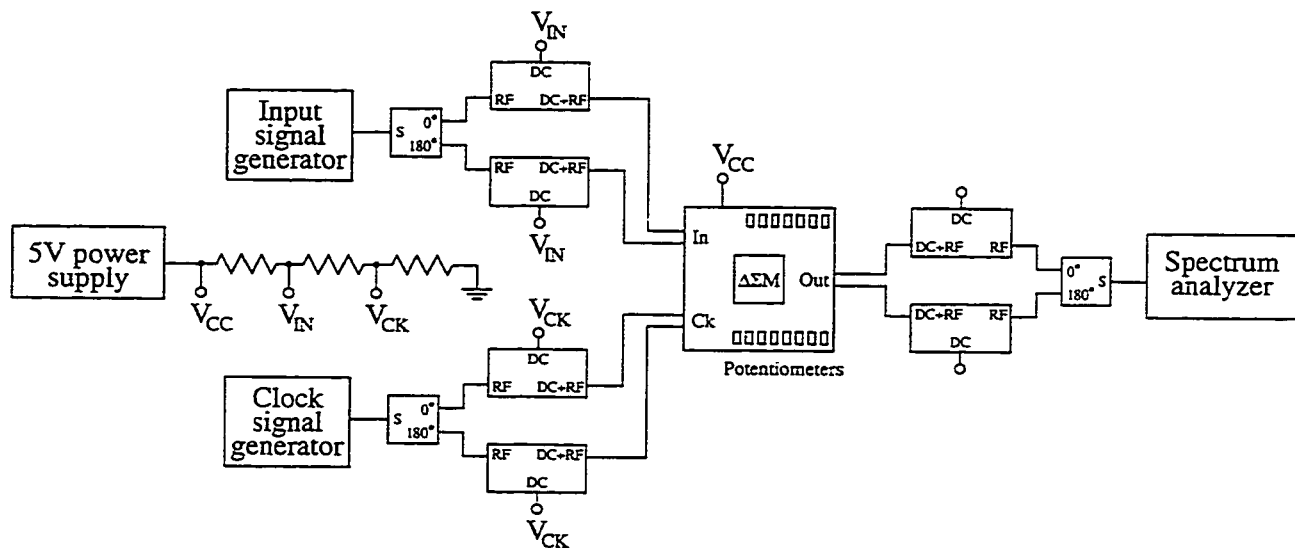 V_IN
DC
RF
DC+RF
Input
signal
generator
S
0°
180°
RF
DC+RF
DC
V_IN
V_CC
In
ΔΣM
Out
Ck
Potentiometers
5V power
supply
V_CC
V_IN
V_CK
V_CK
DC
RF
DC+RF
Clock
signal
generator
S
0°
180°
RF
DC+RF
DC
V_CK
DC
DC+RF
RF
0°
180°
S
DC+RF
RF
DC
Spectrum
analyzer